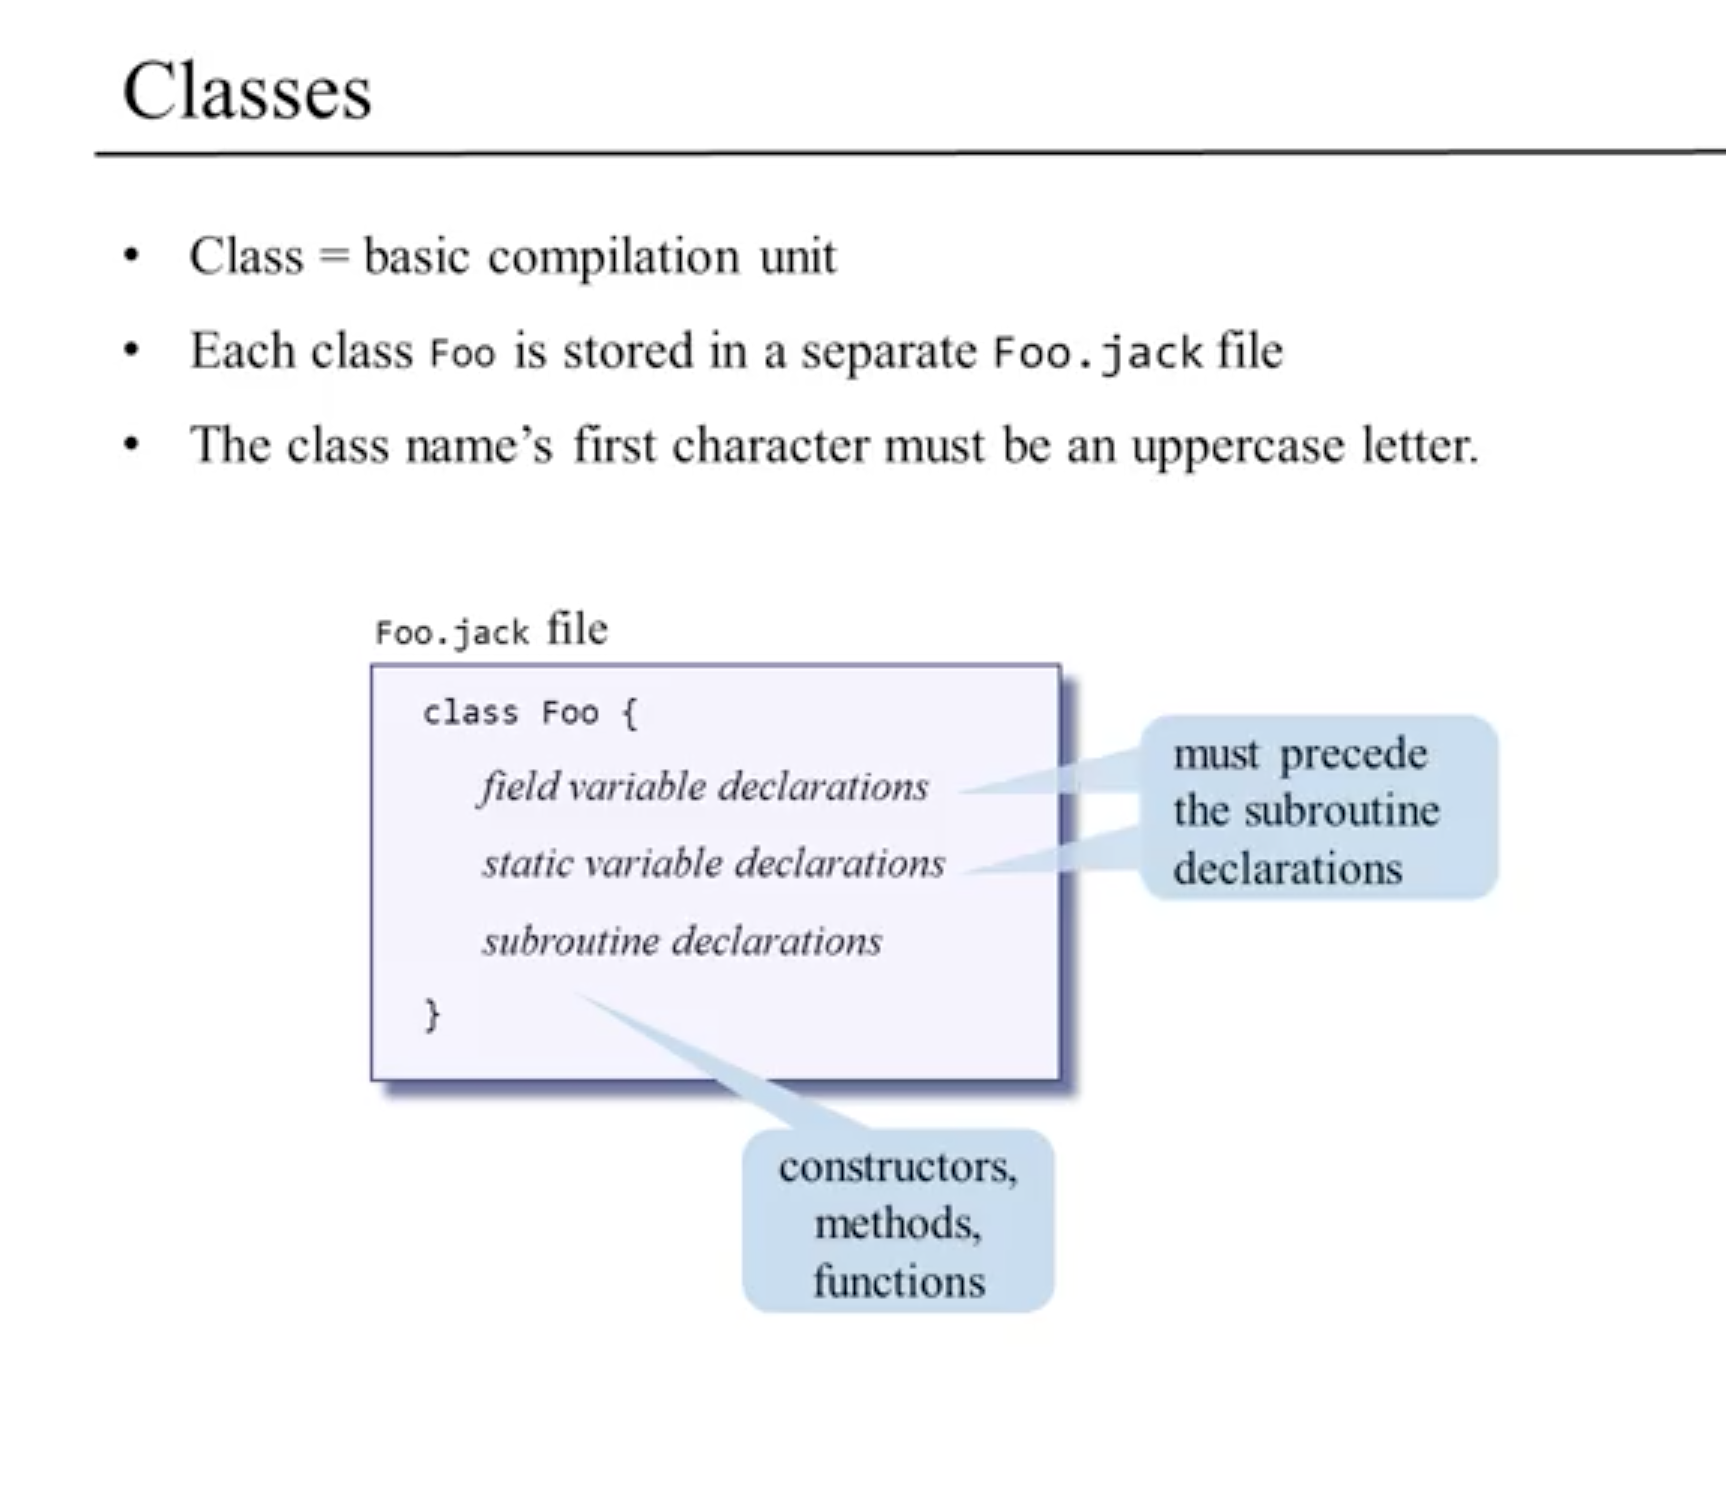 Classes
• Class = basic compilation unit
• Each class Foo is stored in a separate Foo.jack file
• The class name’s first character must be an uppercase letter.
Foo.jack file
class Foo {
field variable declarations
static variable declarations
subroutine declarations
}
must precede
the subroutine
declarations
constructors,
methods,
functions